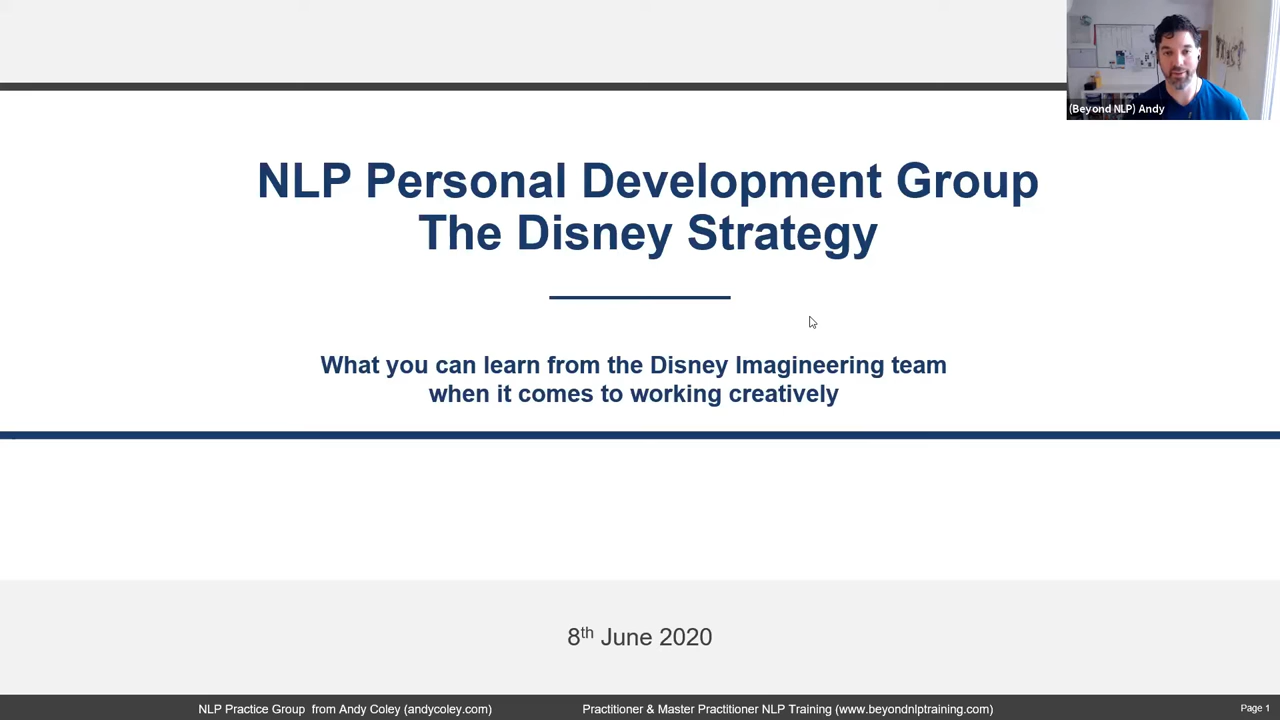 (Beyond NLP) Andy
NLP Personal Development Group
The Disney Strategy
What you can learn from the Disney Imagineering team
when it comes to working creatively
8th June 2020
NLP Practice Group from Andy Coley (andycoley.com)
Practitioner & Master Practitioner NLP Training (www.beyondnlptraining.com)
Page 1